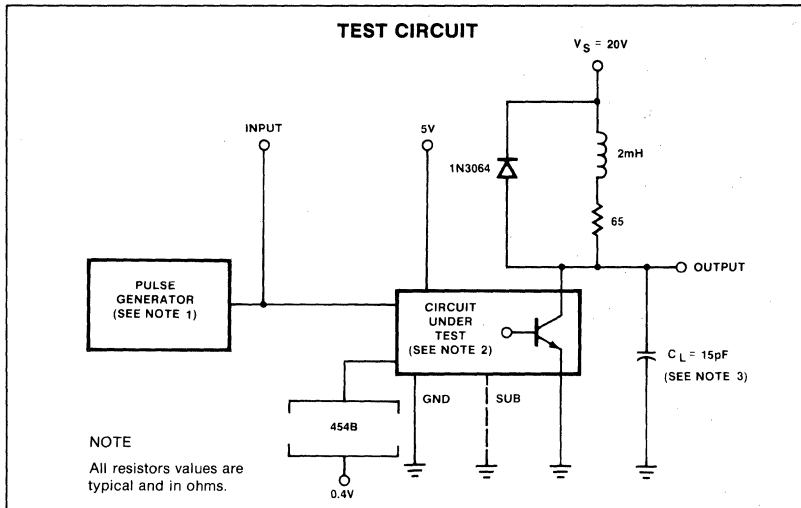 TEST CIRCUIT
V_S = 20V
INPUT
5V
1N3064
2mH
65
OUTPUT
PULSE
GENERATOR
(SEE NOTE 1)
CIRCUIT
UNDER
TEST
(SEE NOTE 2)
C_L = 15pF
(SEE NOTE 3)
GND
SUB
454B
0.4V
NOTE
All resistors values are
typical and in ohms.